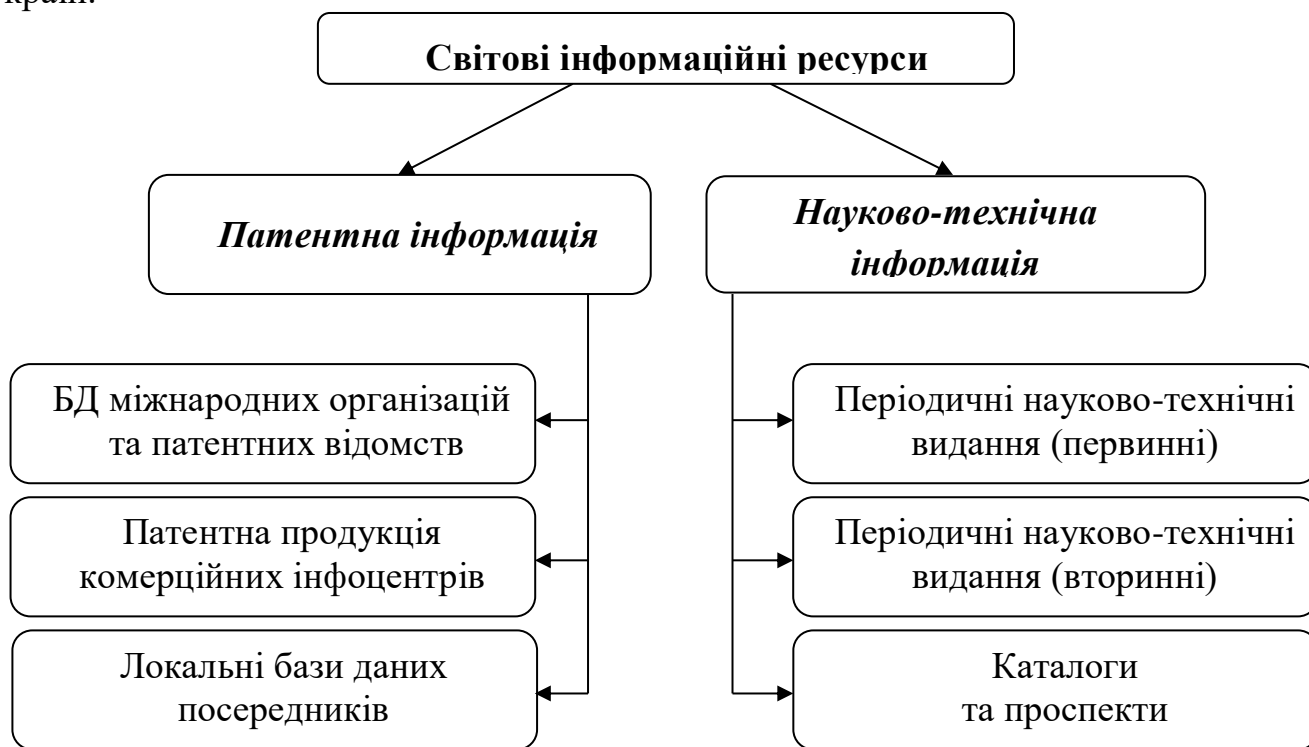 країн.
Світові інформаційні ресурси
Патентна інформація
Науково-технічна
інформація
БД міжнародних організацій
та патентних відомств
Періодичні науково-технічні
видання (первинні)
Патентна продукція
комерційних інфоцентрів
Періодичні науково-технічні
видання (вторинні)
Локальні бази даних
посередників
Каталоги
та проспекти